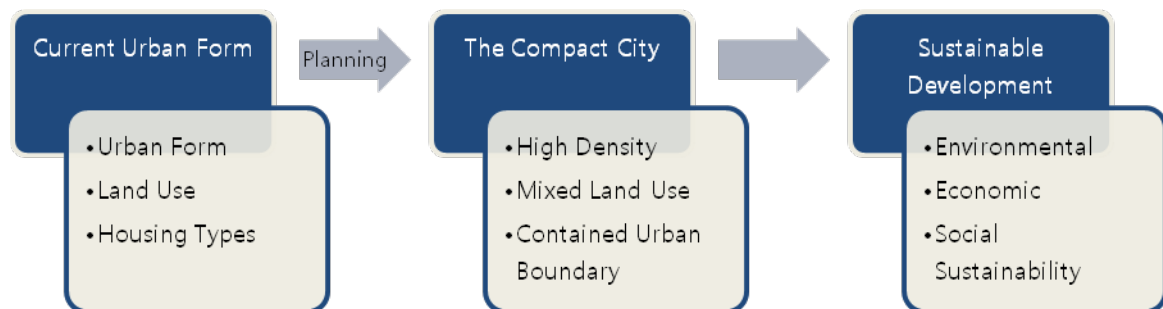 Current Urban Form
• Urban Form
• Land Use
• Housing Types
Planning
The Compact City
• High Density
• Mixed Land Use
• Contained Urban
Boundary
Sustainable
Development
• Environmental
• Economic
• Social
Sustainability